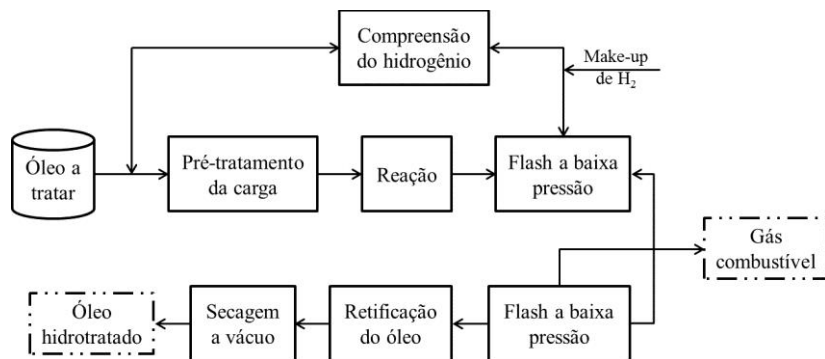 Compreensão
do hidrogênio
Make-up
de H₂
Óleo a
tratar
Pré-tratamento
da carga
Reação
Flash a baixa
pressão
Gás
combustível
Óleo
hidrotratado
Secagem
a vácuo
Retificação
do óleo
Flash a baixa
pressão